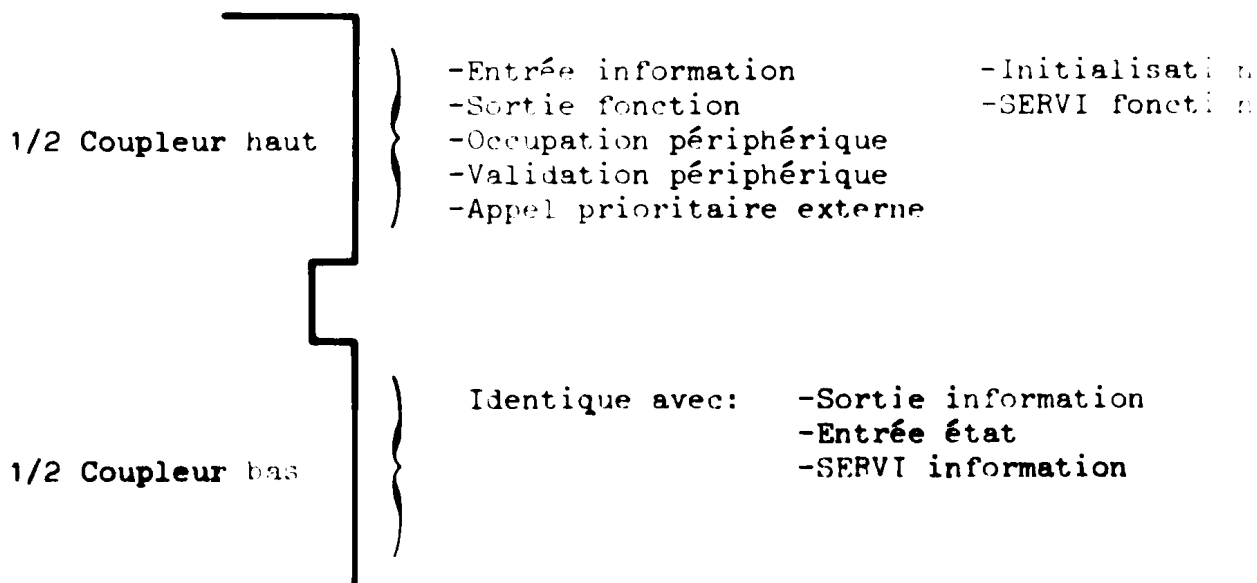 -Entrée information -Initialisation
-Sortie fonction -SERVI fonction
1/2 Coupleur haut
-Occupation périphérique
-Validation périphérique
-Appel prioritaire externe
Identique avec: -Sortie information
-Entrée état
-SERVI information
1/2 Coupleur bas